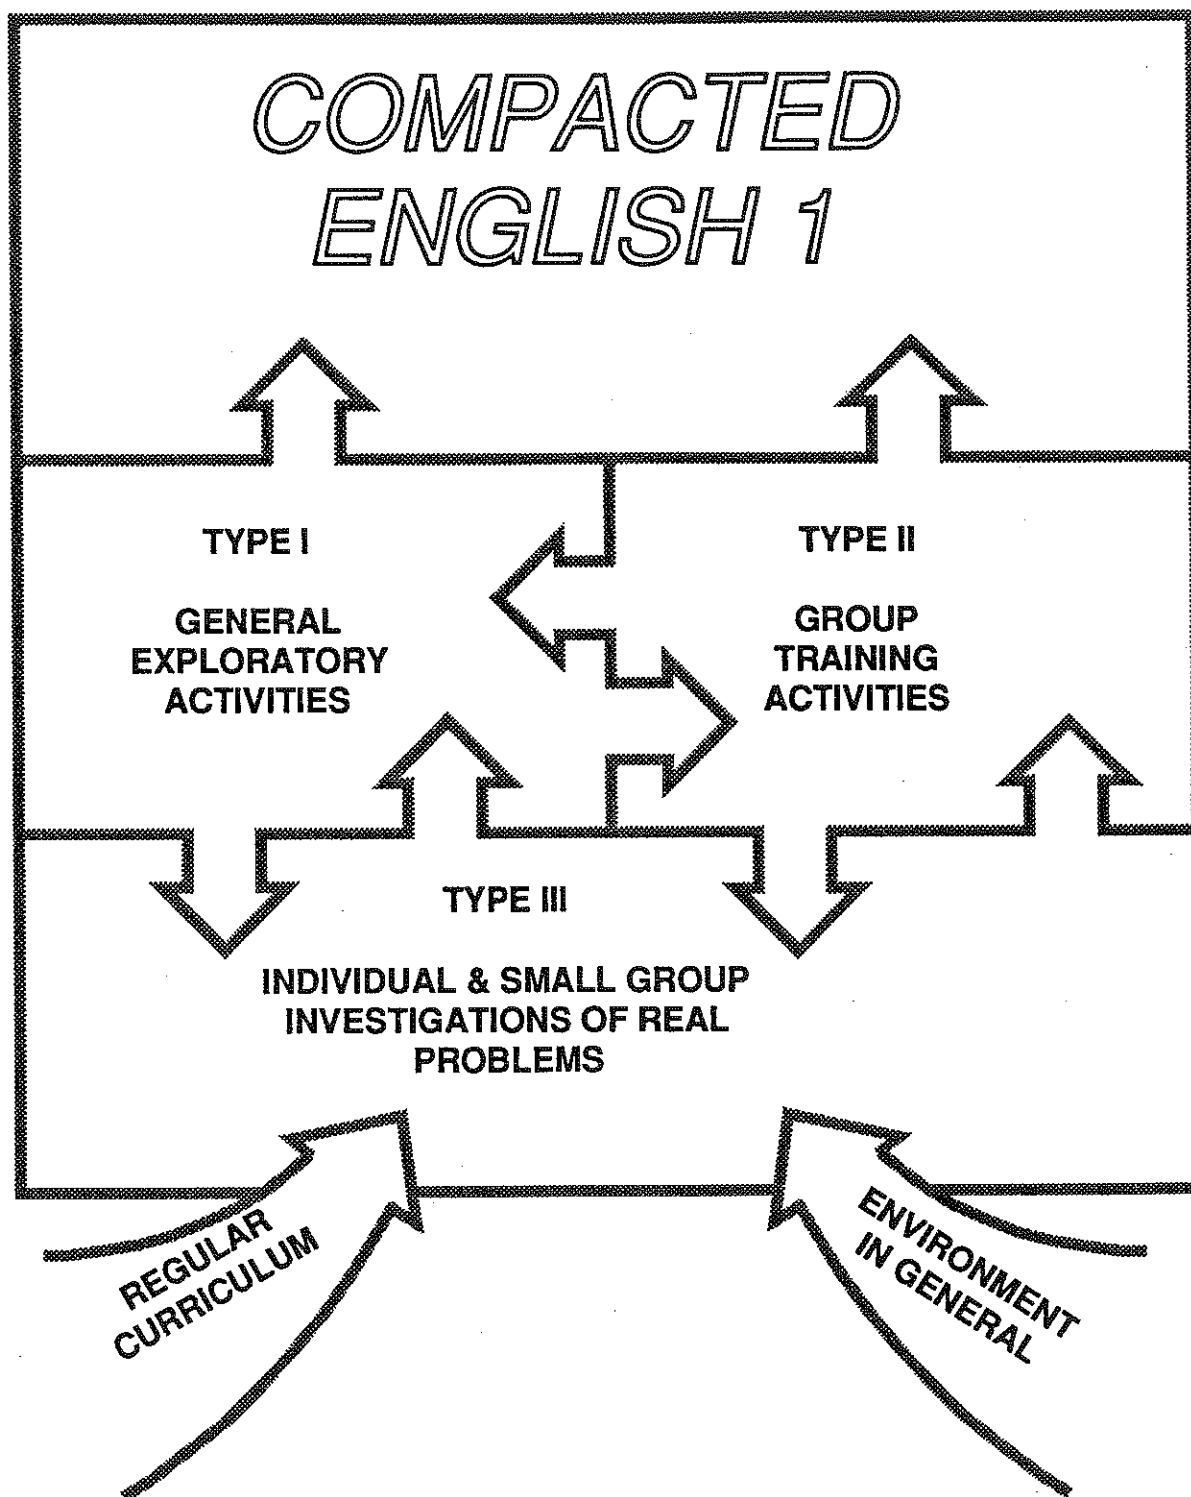 COMPACTED
ENGLISH 1
TYPE I
GENERAL
EXPLORATORY
ACTIVITIES
TYPE II
GROUP
TRAINING
ACTIVITIES
TYPE III
INDIVIDUAL & SMALL GROUP
INVESTIGATIONS OF REAL
PROBLEMS
REGULAR
CURRICULUM
ENVIRONMENT
IN GENERAL